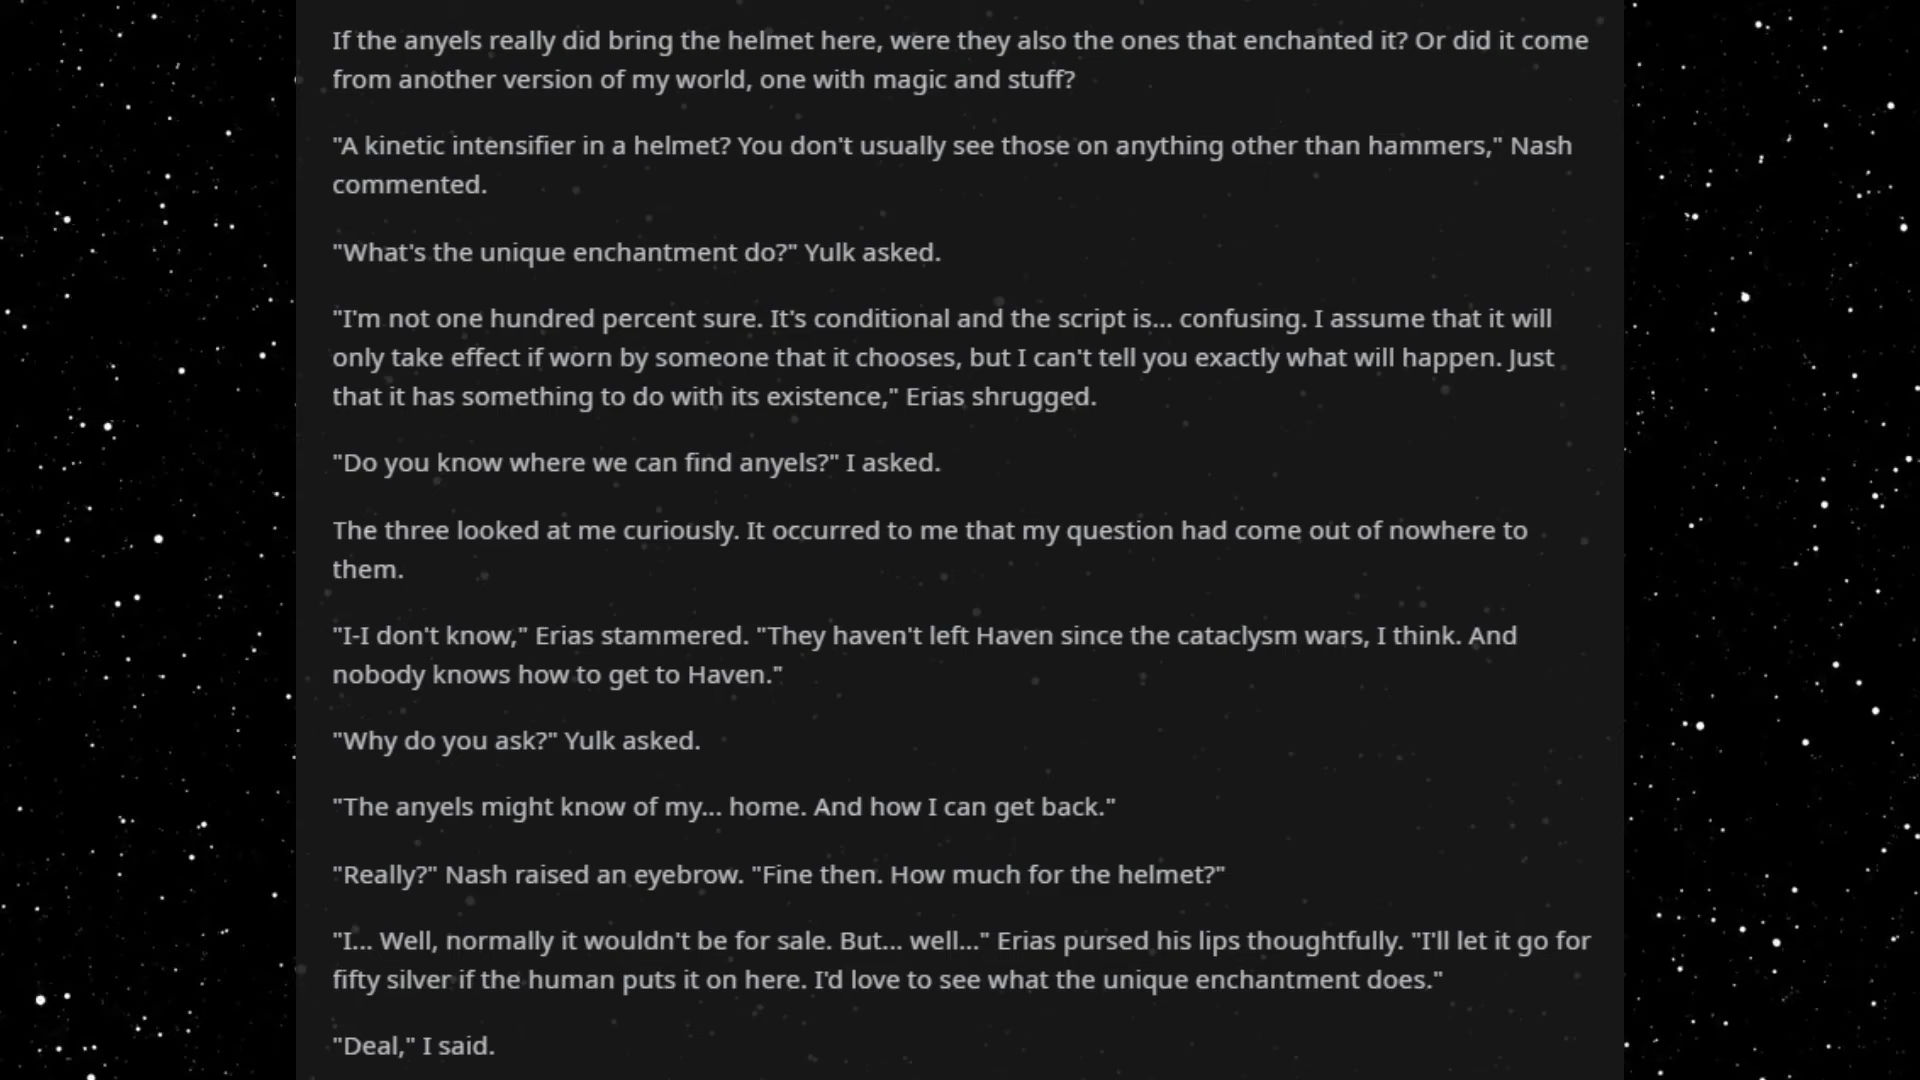 If the anyels really did bring the helmet here, were they also the ones that enchanted it? Or did it come
from another version of my world, one with magic and stuff?
"A kinetic intensifier in a helmet? You don't usually see those on anything other than hammers," Nash
commented.
"What's the unique enchantment do?" Yulk asked.
"I'm not one hundred percent sure. It's conditional and the script is... confusing. I assume that it will
only take effect if worn by someone that it chooses, but I can't tell you exactly what will happen. Just
that it has something to do with its existence," Erias shrugged.
"Do you know where we can find anyels?" I asked.
The three looked at me curiously. It occurred to me that my question had come out of nowhere to
them.
"I-I don't know," Erias stammered. "They haven't left Haven since the cataclysm wars, I think. And
nobody knows how to get to Haven."
"Why do you ask?" Yulk asked.
"The anyels might know of my... home. And how I can get back."
"Really?" Nash raised an eyebrow. "Fine then. How much for the helmet?"
"I... Well, normally it wouldn't be for sale. But... well..." Erias pursed his lips thoughtfully. "I'll let it go for
fifty silver if the human puts it on here. I'd love to see what the unique enchantment does."
"Deal," I said.